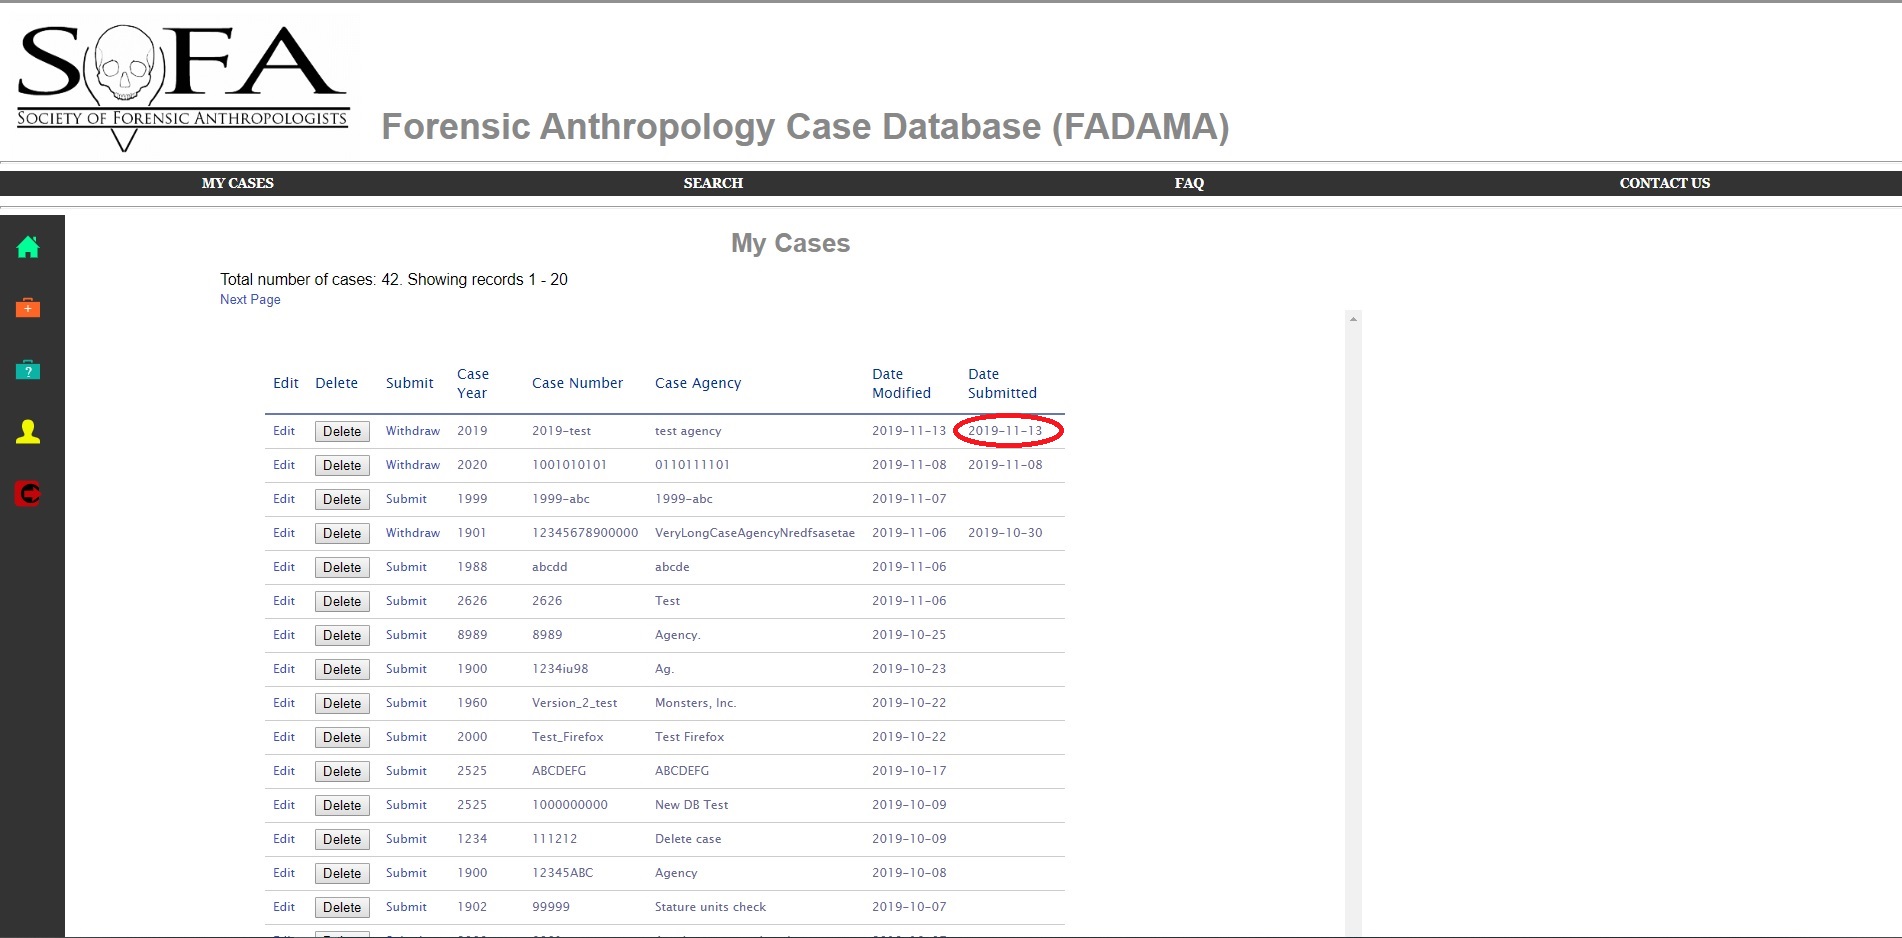 SOFA
SOCIETY OF FORENSIC ANTHROPOLOGISTS
Forensic Anthropology Case Database (FADAMA)
MY CASES SEARCH FAQ CONTACT US
My Cases
Total number of cases: 42. Showing records 1 - 20
Next Page
Edit Delete Submit Case Year Case Number Case Agency Date Modified Date Submitted
Edit Delete Withdraw 2019 2019-test test agency 2019-11-13 2019-11-13
Edit Delete Withdraw 2020 1001010101 0110111101 2019-11-08 2019-11-08
Edit Delete Submit 1999 1999-abc 1999-abc 2019-11-07
Edit Delete Withdraw 1901 12345678900000 VeryLongCaseAgencyNredfsasetae 2019-11-06 2019-10-30
Edit Delete Submit 1988 abcdd abcde 2019-11-06
Edit Delete Submit 2626 2626 Test 2019-11-06
Edit Delete Submit 8989 8989 Agency. 2019-10-25
Edit Delete Submit 1900 1234iu98 Ag. 2019-10-23
Edit Delete Submit 1960 Version_2_test Monsters, Inc. 2019-10-22
Edit Delete Submit 2000 Test_Firefox Test Firefox 2019-10-22
Edit Delete Submit 2525 ABCDEFG ABCDEFG 2019-10-17
Edit Delete Submit 2525 1000000000 New DB Test 2019-10-09
Edit Delete Submit 1234 111212 Delete case 2019-10-09
Edit Delete Submit 1900 12345ABC Agency 2019-10-08
Edit Delete Submit 1902 99999 Stature units check 2019-10-07